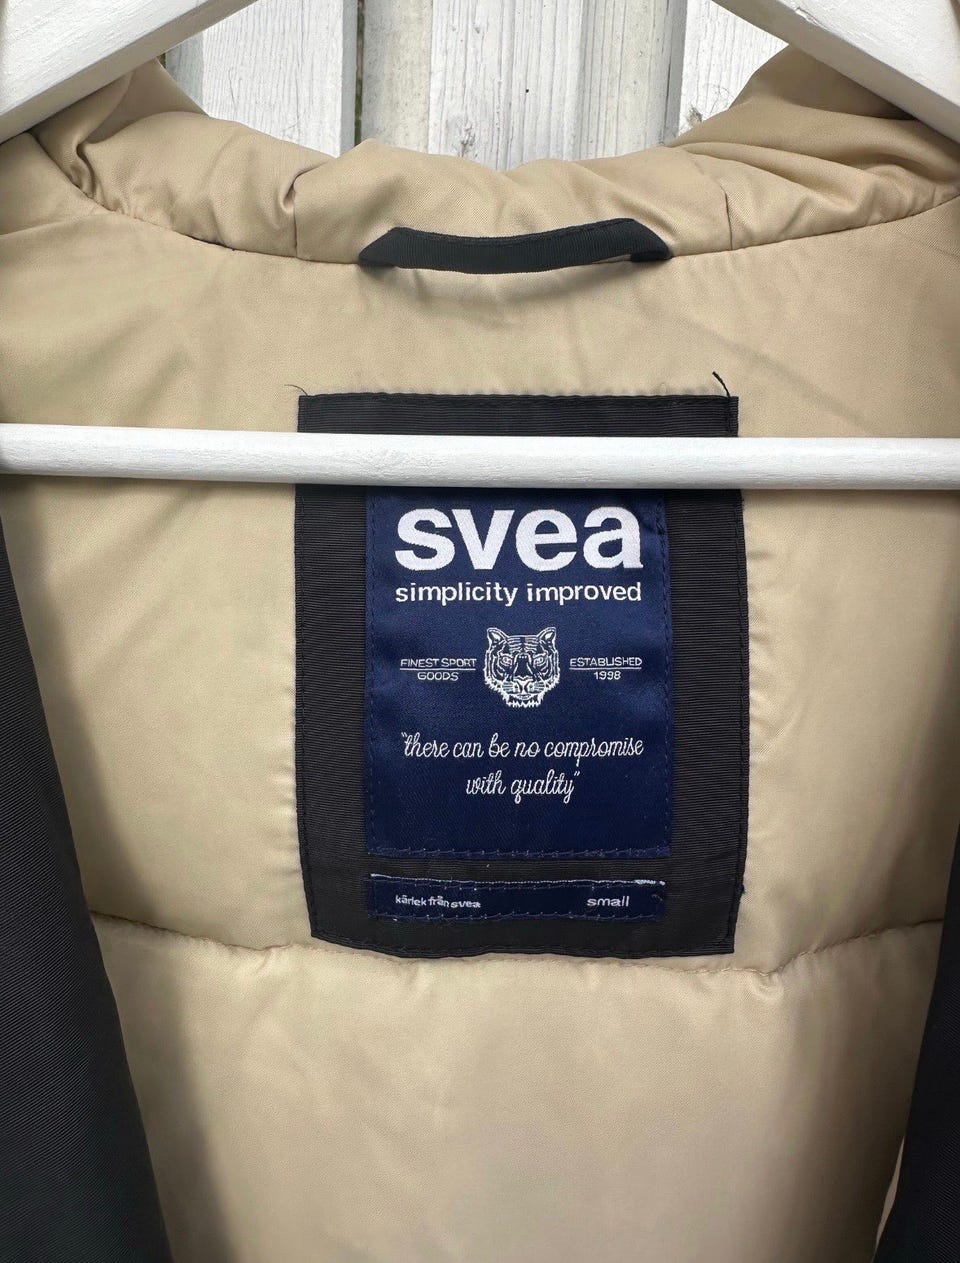 svea
simplicity improved
FINEST SPORT
GOODS
ESTABLISHED
1998
"there can be no compromise
with quality"
kärlek från svea
small